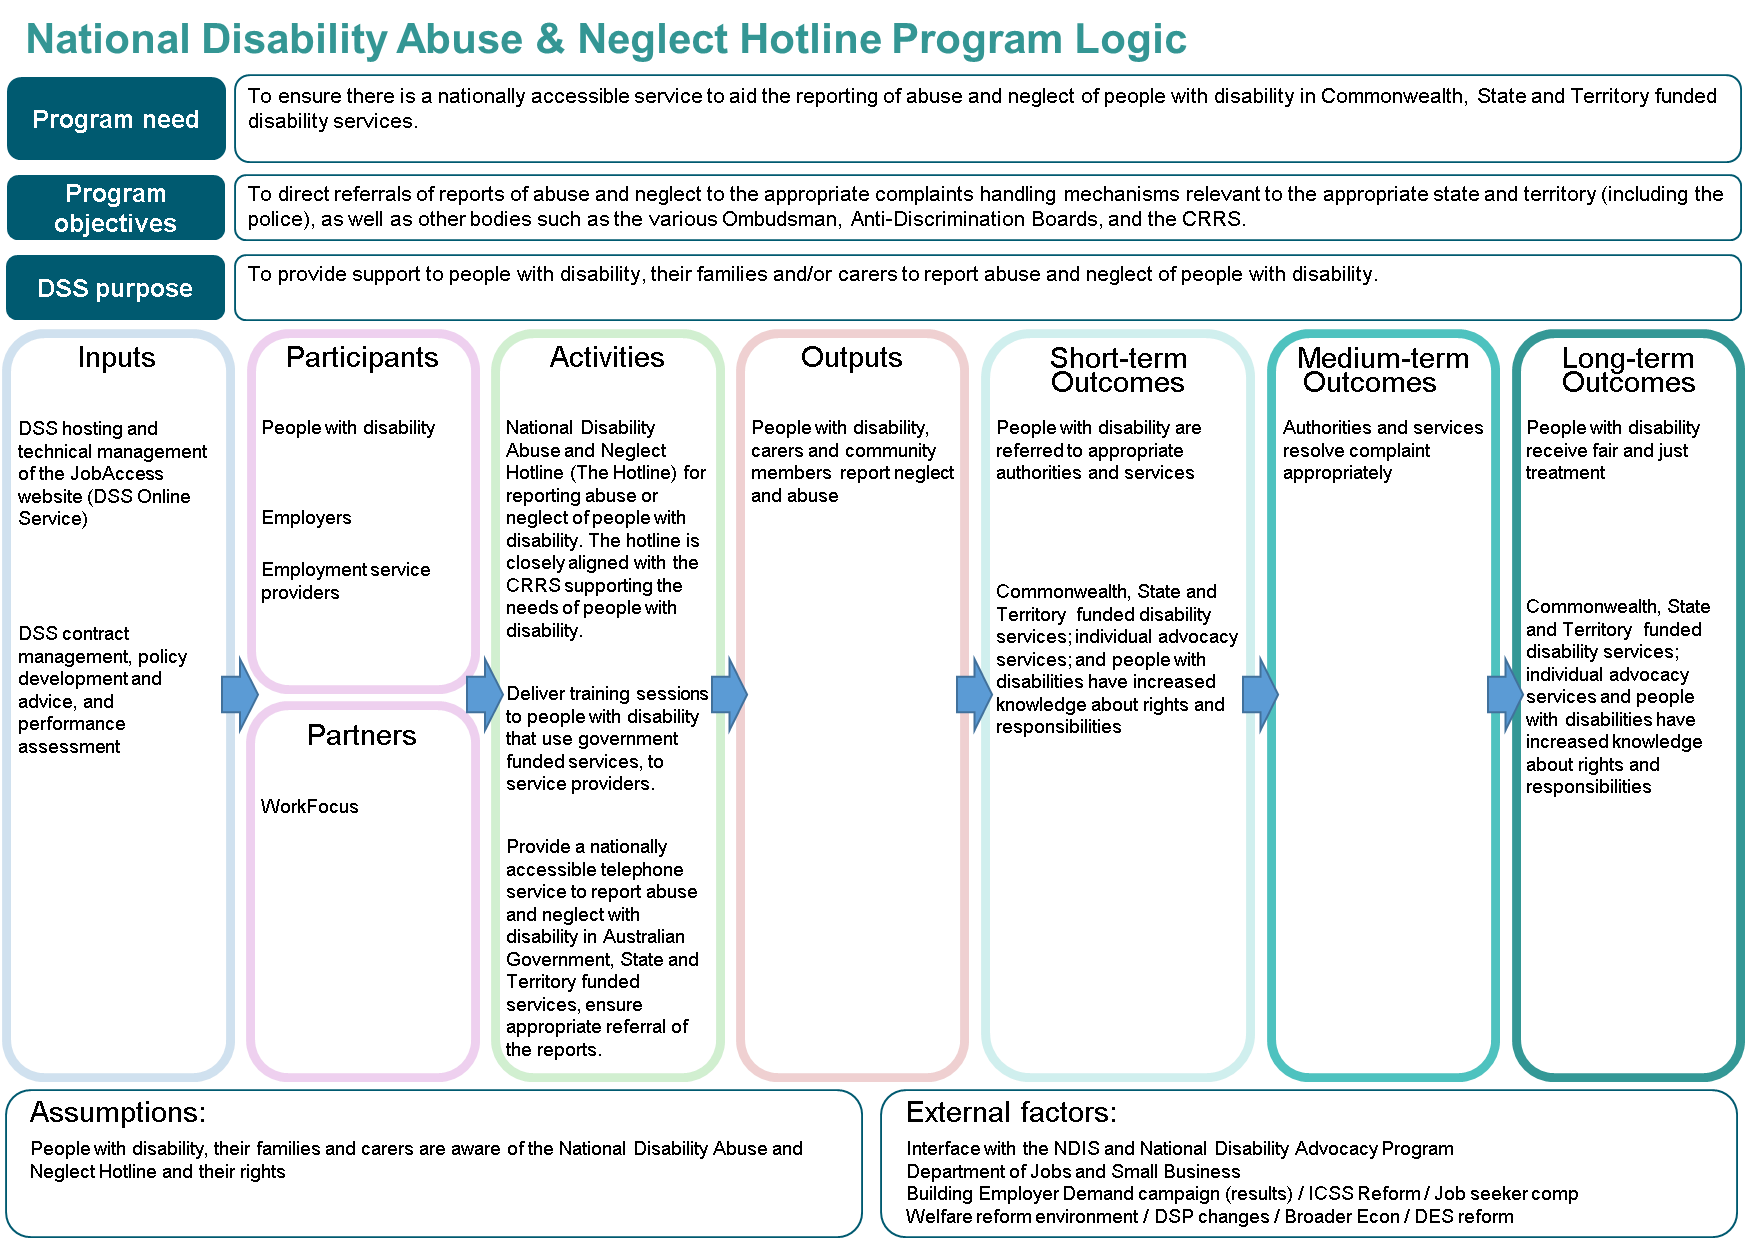 National Disability Abuse & Neglect Hotline Program Logic
Program need
To ensure there is a nationally accessible service to aid the reporting of abuse and neglect of people with disability in Commonwealth, State and Territory funded
disability services.
Program
objectives
To direct referrals of reports of abuse and neglect to the appropriate complaints handling mechanisms relevant to the appropriate state and territory (including the
police), as well as other bodies such as the various Ombudsman, Anti-Discrimination Boards, and the CRRS.
DSS purpose
To provide support to people with disability, their families and/or carers to report abuse and neglect of people with disability.
Inputs
DSS hosting and
technical management
of the JobAccess
website (DSS Online
Service)
DSS contract
management, policy
development and
advice, and
performance
assessment
Participants
People with disability
Employers
Employment service
providers
Partners
WorkFocus
Activities
National Disability
Abuse and Neglect
Hotline (The Hotline) for
reporting abuse or
neglect of people with
disability. The hotline is
closely aligned with the
CRRS supporting the
needs of people with
disability.
Deliver training sessions
to people with disability
that use government
funded services, to
service providers.
Provide a nationally
accessible telephone
service to report abuse
and neglect with
disability in Australian
Government, State and
Territory funded
services, ensure
appropriate referral of
the reports.
Outputs
People with disability,
carers and community
members report neglect
and abuse
Short-term
Outcomes
People with disability are
referred to appropriate
authorities and services
Commonwealth, State and
Territory funded disability
services; individual advocacy
services; and people with
disabilities have increased
knowledge about rights and
responsibilities
Medium-term
Outcomes
Authorities and services
resolve complaint
appropriately
Long-term
Outcomes
People with disability
receive fair and just
treatment
Commonwealth, State
and Territory funded
disability services;
individual advocacy
services and people
with disabilities have
increased knowledge
about rights and
responsibilities
Assumptions:
People with disability, their families and carers are aware of the National Disability Abuse and
Neglect Hotline and their rights
External factors:
Interface with the NDIS and National Disability Advocacy Program
Department of Jobs and Small Business
Building Employer Demand campaign (results) / ICSS Reform / Job seeker comp
Welfare reform environment / DSP changes / Broader Econ / DES reform